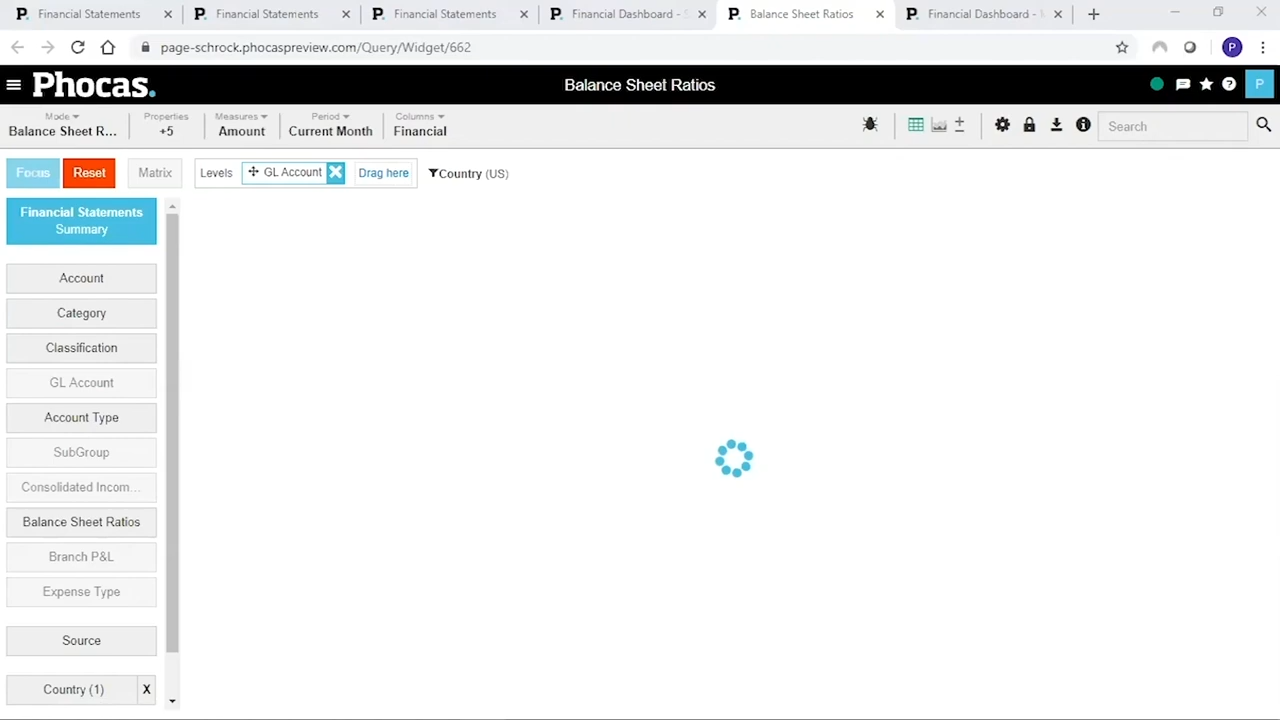 P. Financial Statements × P. Financial Statements × P. Financial Statements × P. Financial Dashboard - × P. Balance Sheet Ratios × P. Financial Dashboard - × +
page-schrock.phocaspreview.com/Query/Widget/662 P
Phocas. Balance Sheet Ratios ? P
Mode Properties Measures Period Columns
Balance Sheet R... +5 Amount Current Month Financial Search
Focus Reset Matrix Levels GL Account Drag here Country (US)
Financial Statements
Summary
Account
Category
Classification
GL Account
Account Type
SubGroup
Consolidated Incom...
Balance Sheet Ratios
Branch P&L
Expense Type
Source
Country (1) X